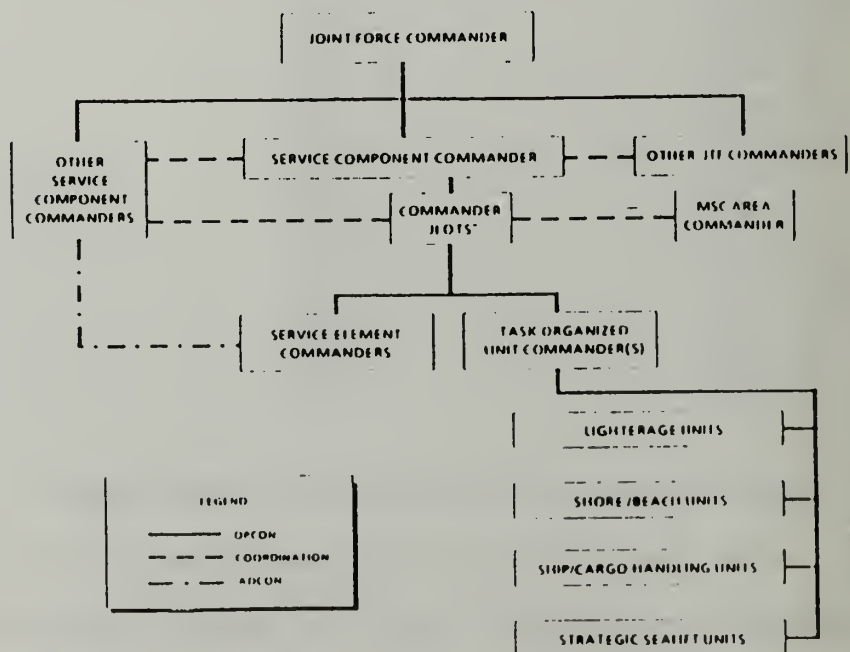 JOINT FORCE COMMANDER
OTHER
SERVICE
COMPONENT
COMMANDERS
SERVICE COMPONENT COMMANDER
OTHER JTF COMMANDERS
COMMANDER
JLOTS*
MSC AREA
COMMANDER
SERVICE ELEMENT
COMMANDERS
TASK ORGANIZED
UNIT COMMANDER(S)
LIGHTERAGE UNITS
SHORE/BEACH UNITS
SHIP/CARGO HANDLING UNITS
STRATEGIC SEALIFT UNITS
LEGEND
OPCON
COORDINATION
ADCON